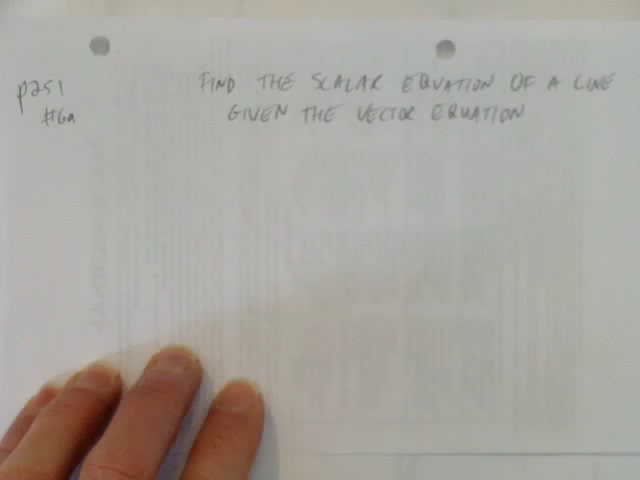 p251
#6a
FIND THE SCALAR EQUATION OF A LINE
GIVEN THE VECTOR EQUATION